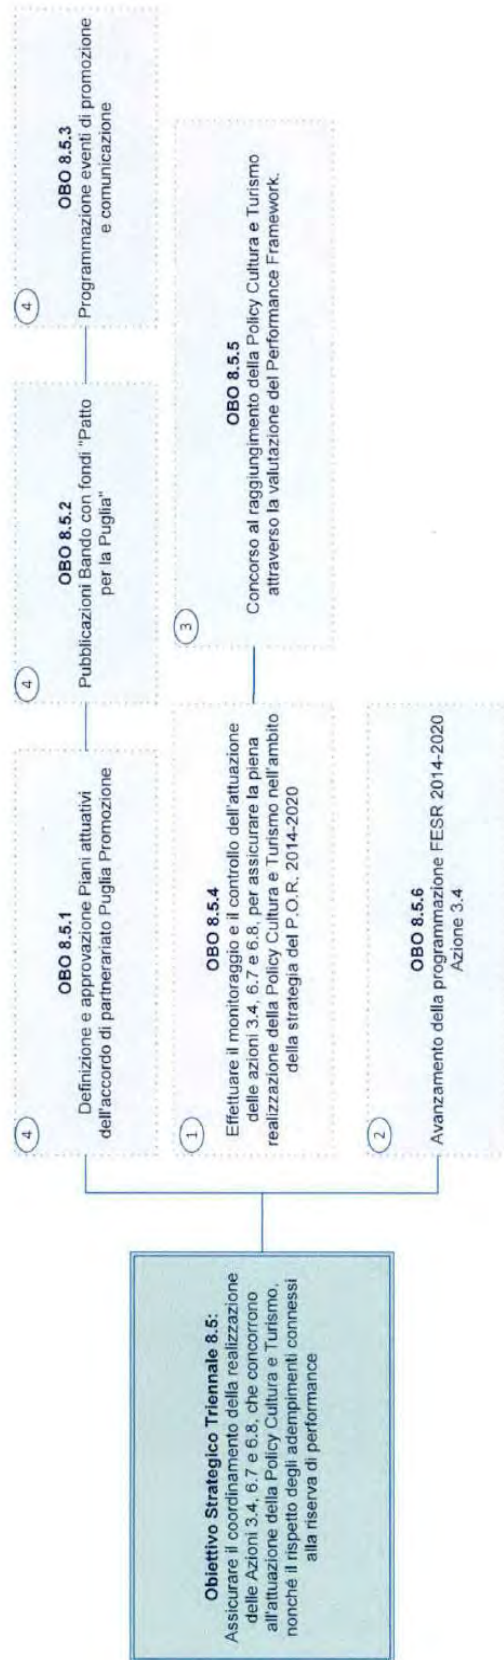 Obiettivo Strategico Triennale 8.5:
Assicurare il coordinamento della realizzazione
delle Azioni 3.4, 6.7 e 6.8, che concorrono
all'attuazione della Policy Cultura e Turismo,
nonché il rispetto degli adempimenti connessi
alla riserva di performance
4
OBO 8.5.1
Definizione e approvazione Piani attuativi
dell'accordo di partnerariato Puglia Promozione
4
OBO 8.5.2
Pubblicazioni Bando con fondi "Patto
per la Puglia"
4
OBO 8.5.3
Programmazione eventi di promozione
e comunicazione
1
OBO 8.5.4
Effettuare il monitoraggio e il controllo dell'attuazione
delle azioni 3.4, 6.7 e 6.8, per assicurare la piena
realizzazione della Policy Cultura e Turismo nell'ambito
della strategia del P.O.R. 2014-2020
3
OBO 8.5.5
Concorso al raggiungimento della Policy Cultura e Turismo
attraverso la valutazione del Performance Framework.
2
OBO 8.5.6
Avanzamento della programmazione FESR 2014-2020
Azione 3.4